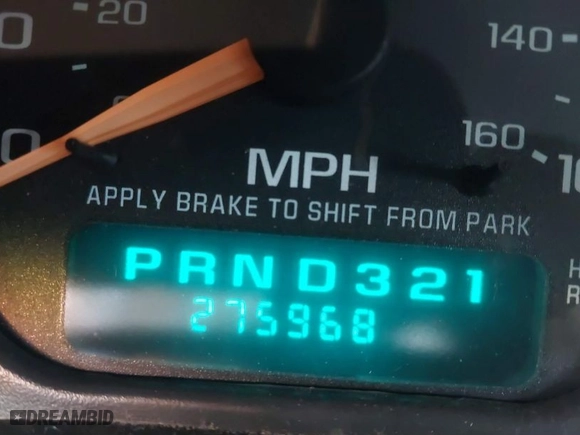 20
140
160
MPH
APPLY BRAKE TO SHIFT FROM PARK
PRND321
275968
DREAMBID